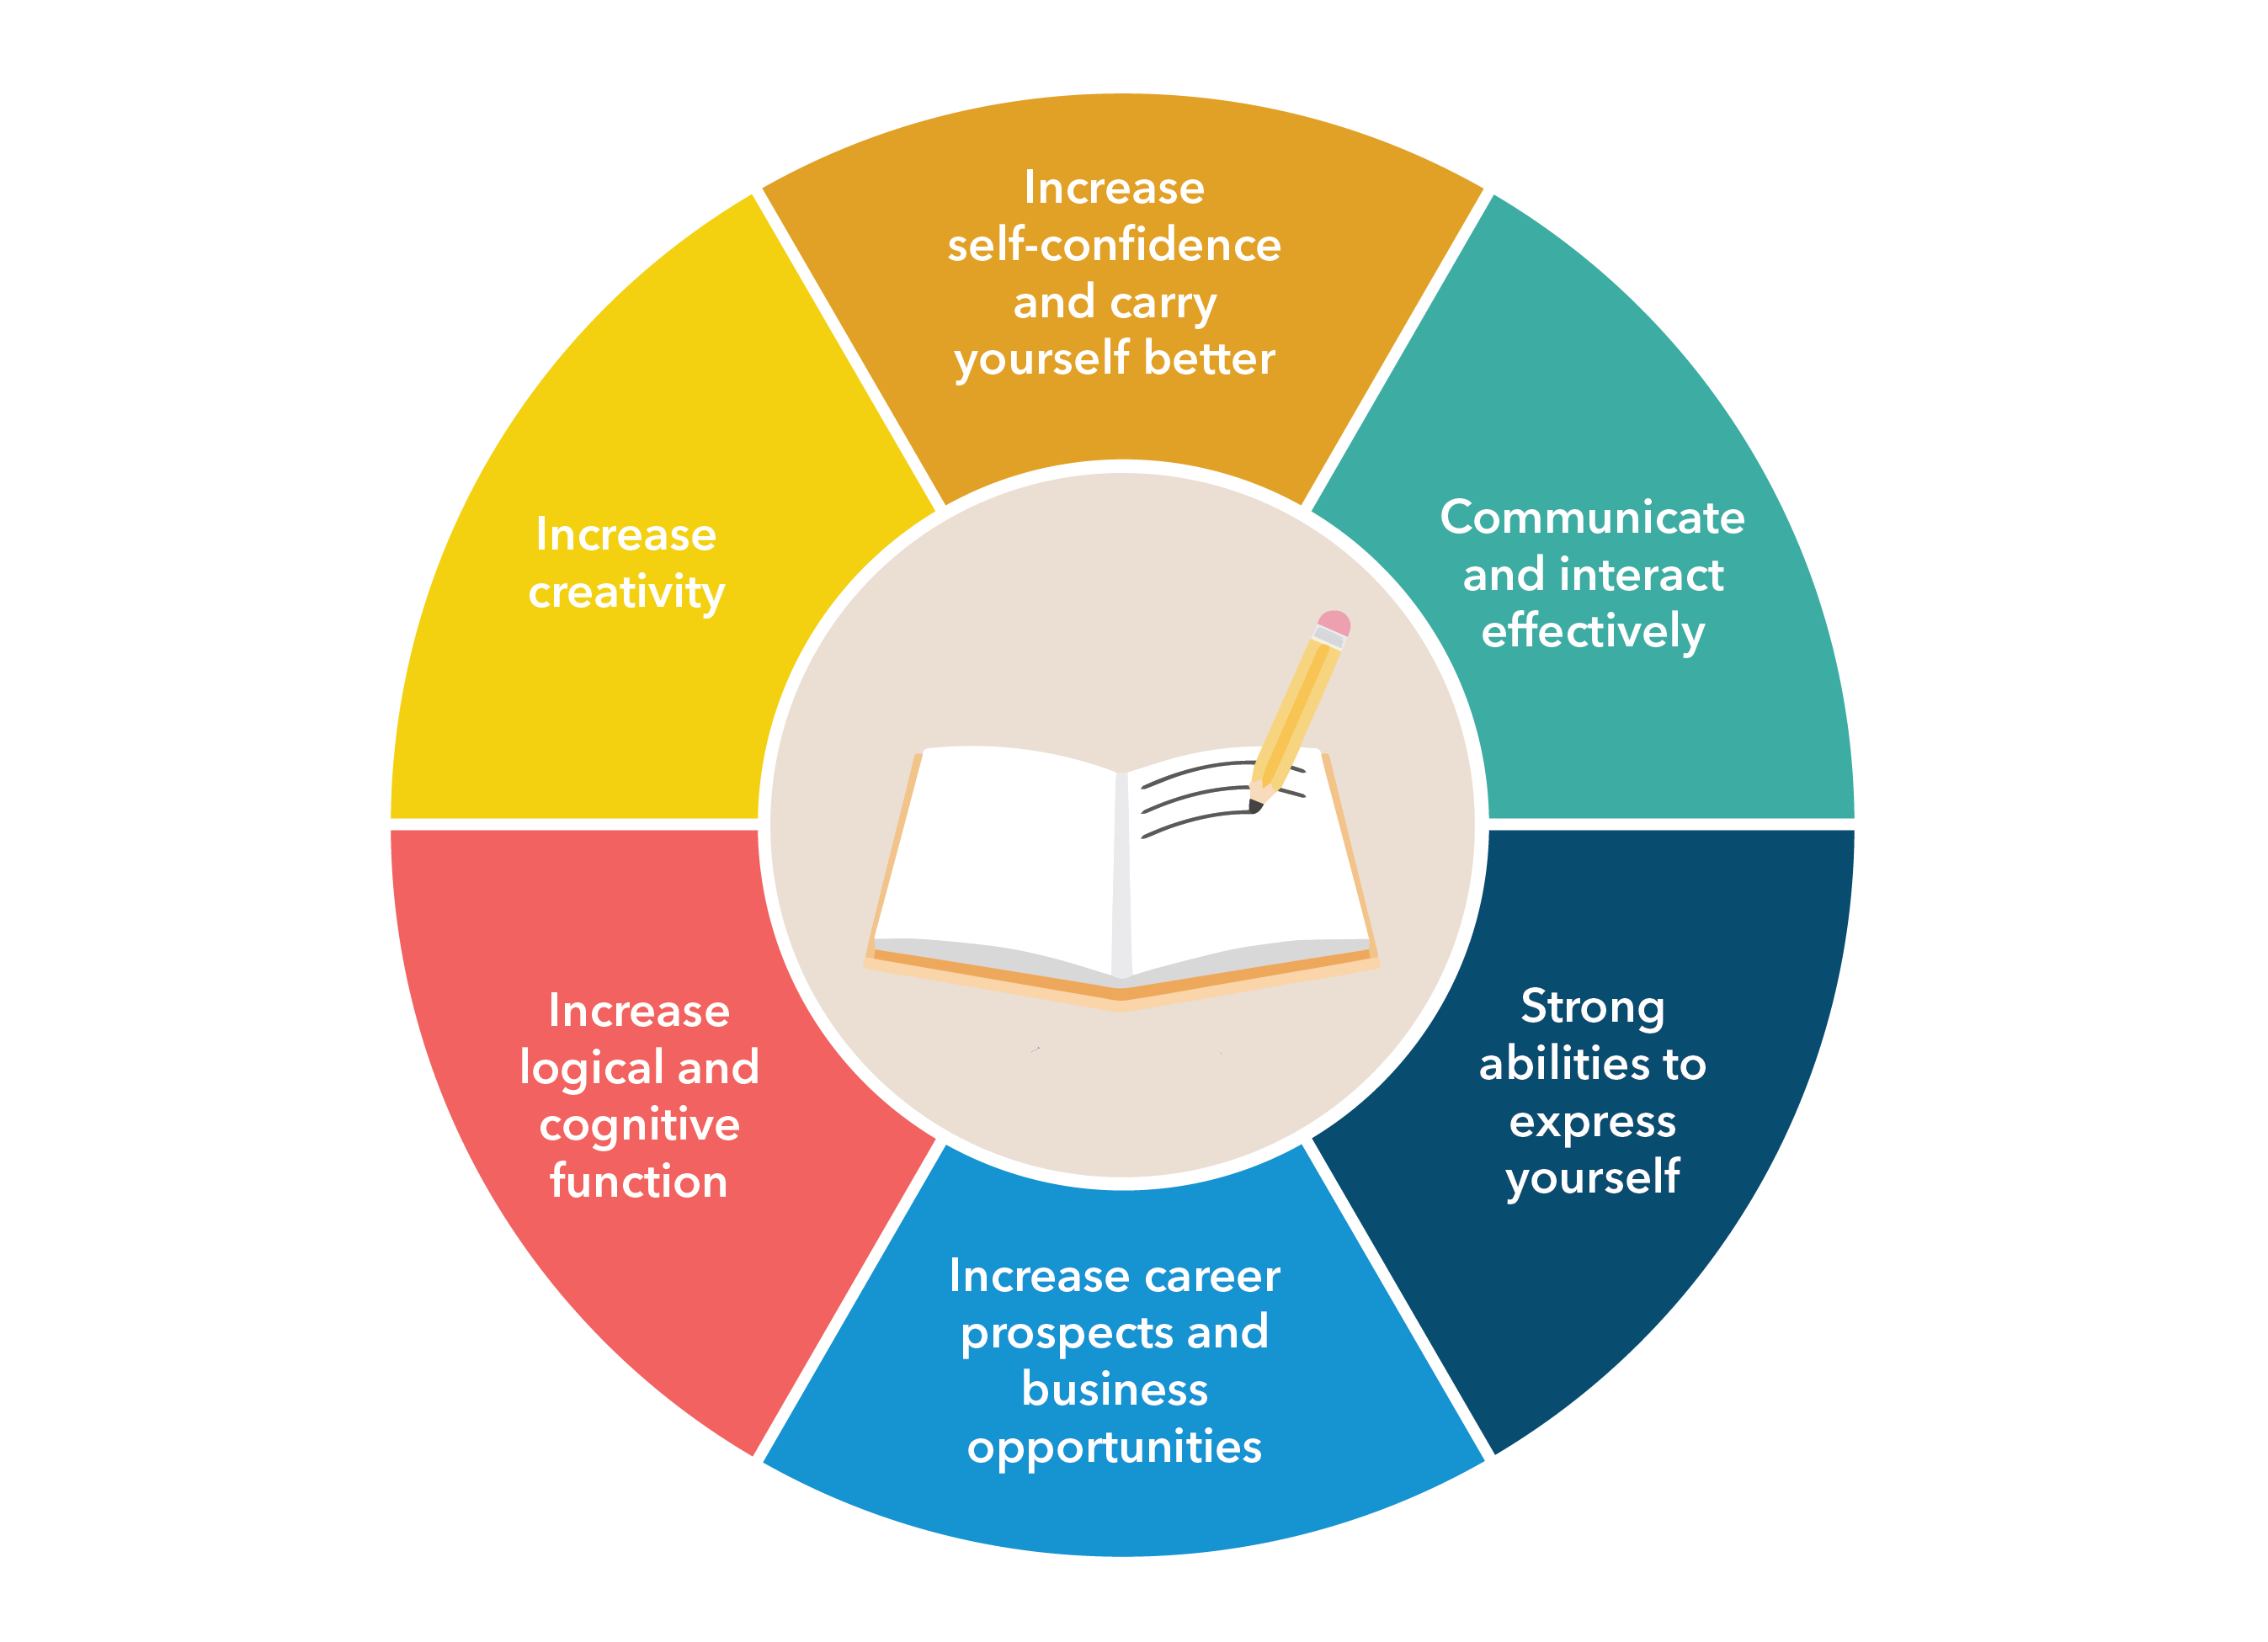 Increase
self-confidence
and carry
yourself better
Communicate
and interact
effectively
Strong
abilities to
express
yourself
Increase career
prospects and
business
opportunities
Increase
logical and
cognitive
function
Increase
creativity